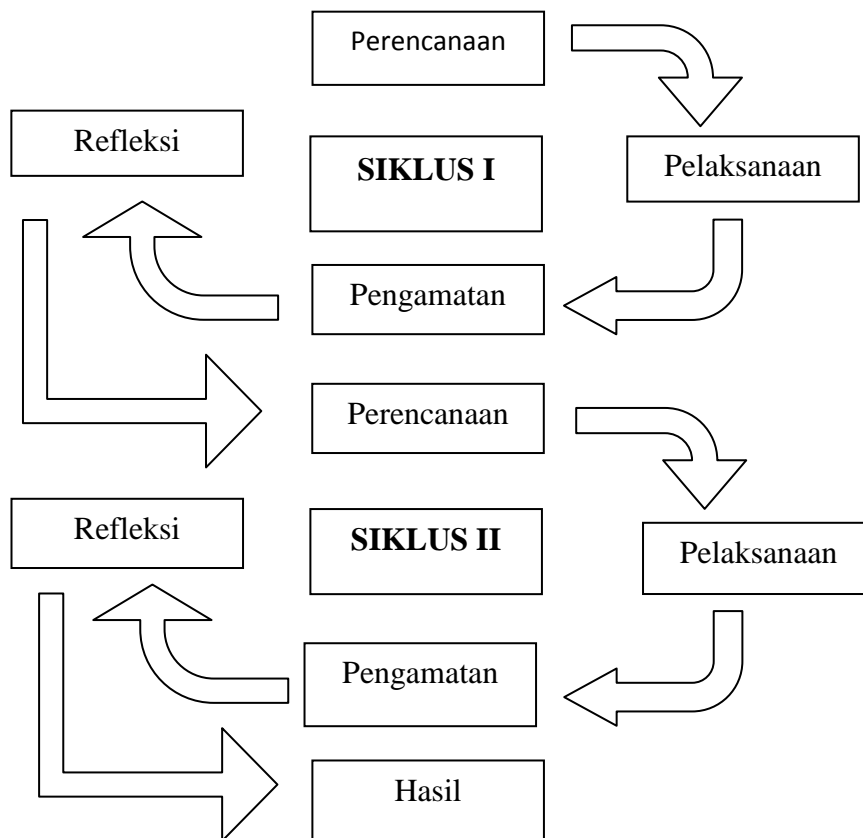 Perencanaan
Refleksi
SIKLUS I
Pelaksanaan
Pengamatan
Perencanaan
Refleksi
SIKLUS II
Pelaksanaan
Pengamatan
Hasil